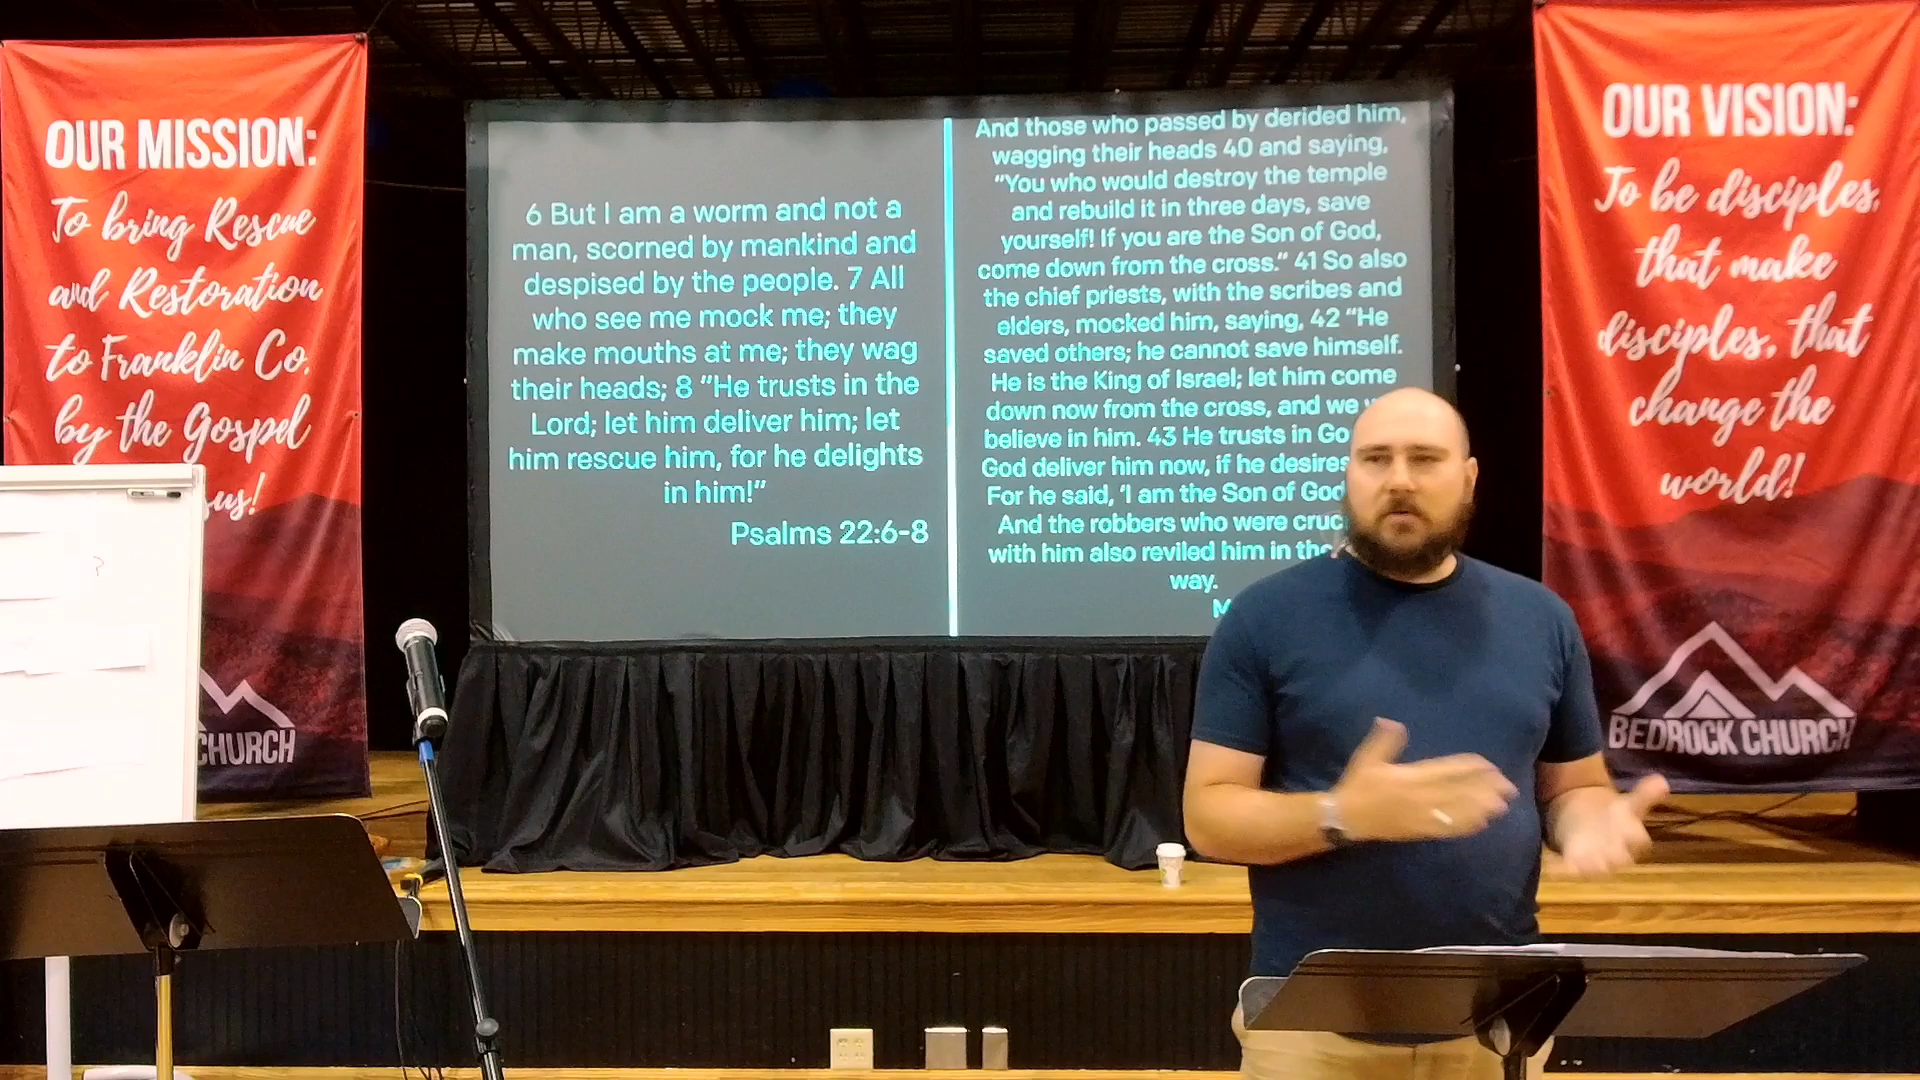 OUR MISSION:
To bring Rescue
and Restoration
to Franklin Co.
by the Gospel
CHURCH
6 But I am a worm and not a
man, scorned by mankind and
despised by the people. 7 All
who see me mock me; they
make mouths at me; they wag
their heads; 8 “He trusts in the
Lord; let him deliver him; let
him rescue him, for he delights
in him!”
Psalms 22:6-8
And those who passed by derided him,
wagging their heads 40 and saying,
“You who would destroy the temple
and rebuild it in three days, save
yourself! If you are the Son of God,
come down from the cross.” 41 So also
the chief priests, with the scribes and
elders, mocked him, saying, 42 “He
saved others; he cannot save himself.
He is the King of Israel; let him come
down now from the cross, and we
believe in him. 43 He trusts in
God deliver him now, if he
For he said, ‘I am the Son of God
And the robbers who were
with him also reviled him in
way.
OUR VISION:
To be disciples,
that make
disciples, that
change the
world!
BEDROCK CHURCH